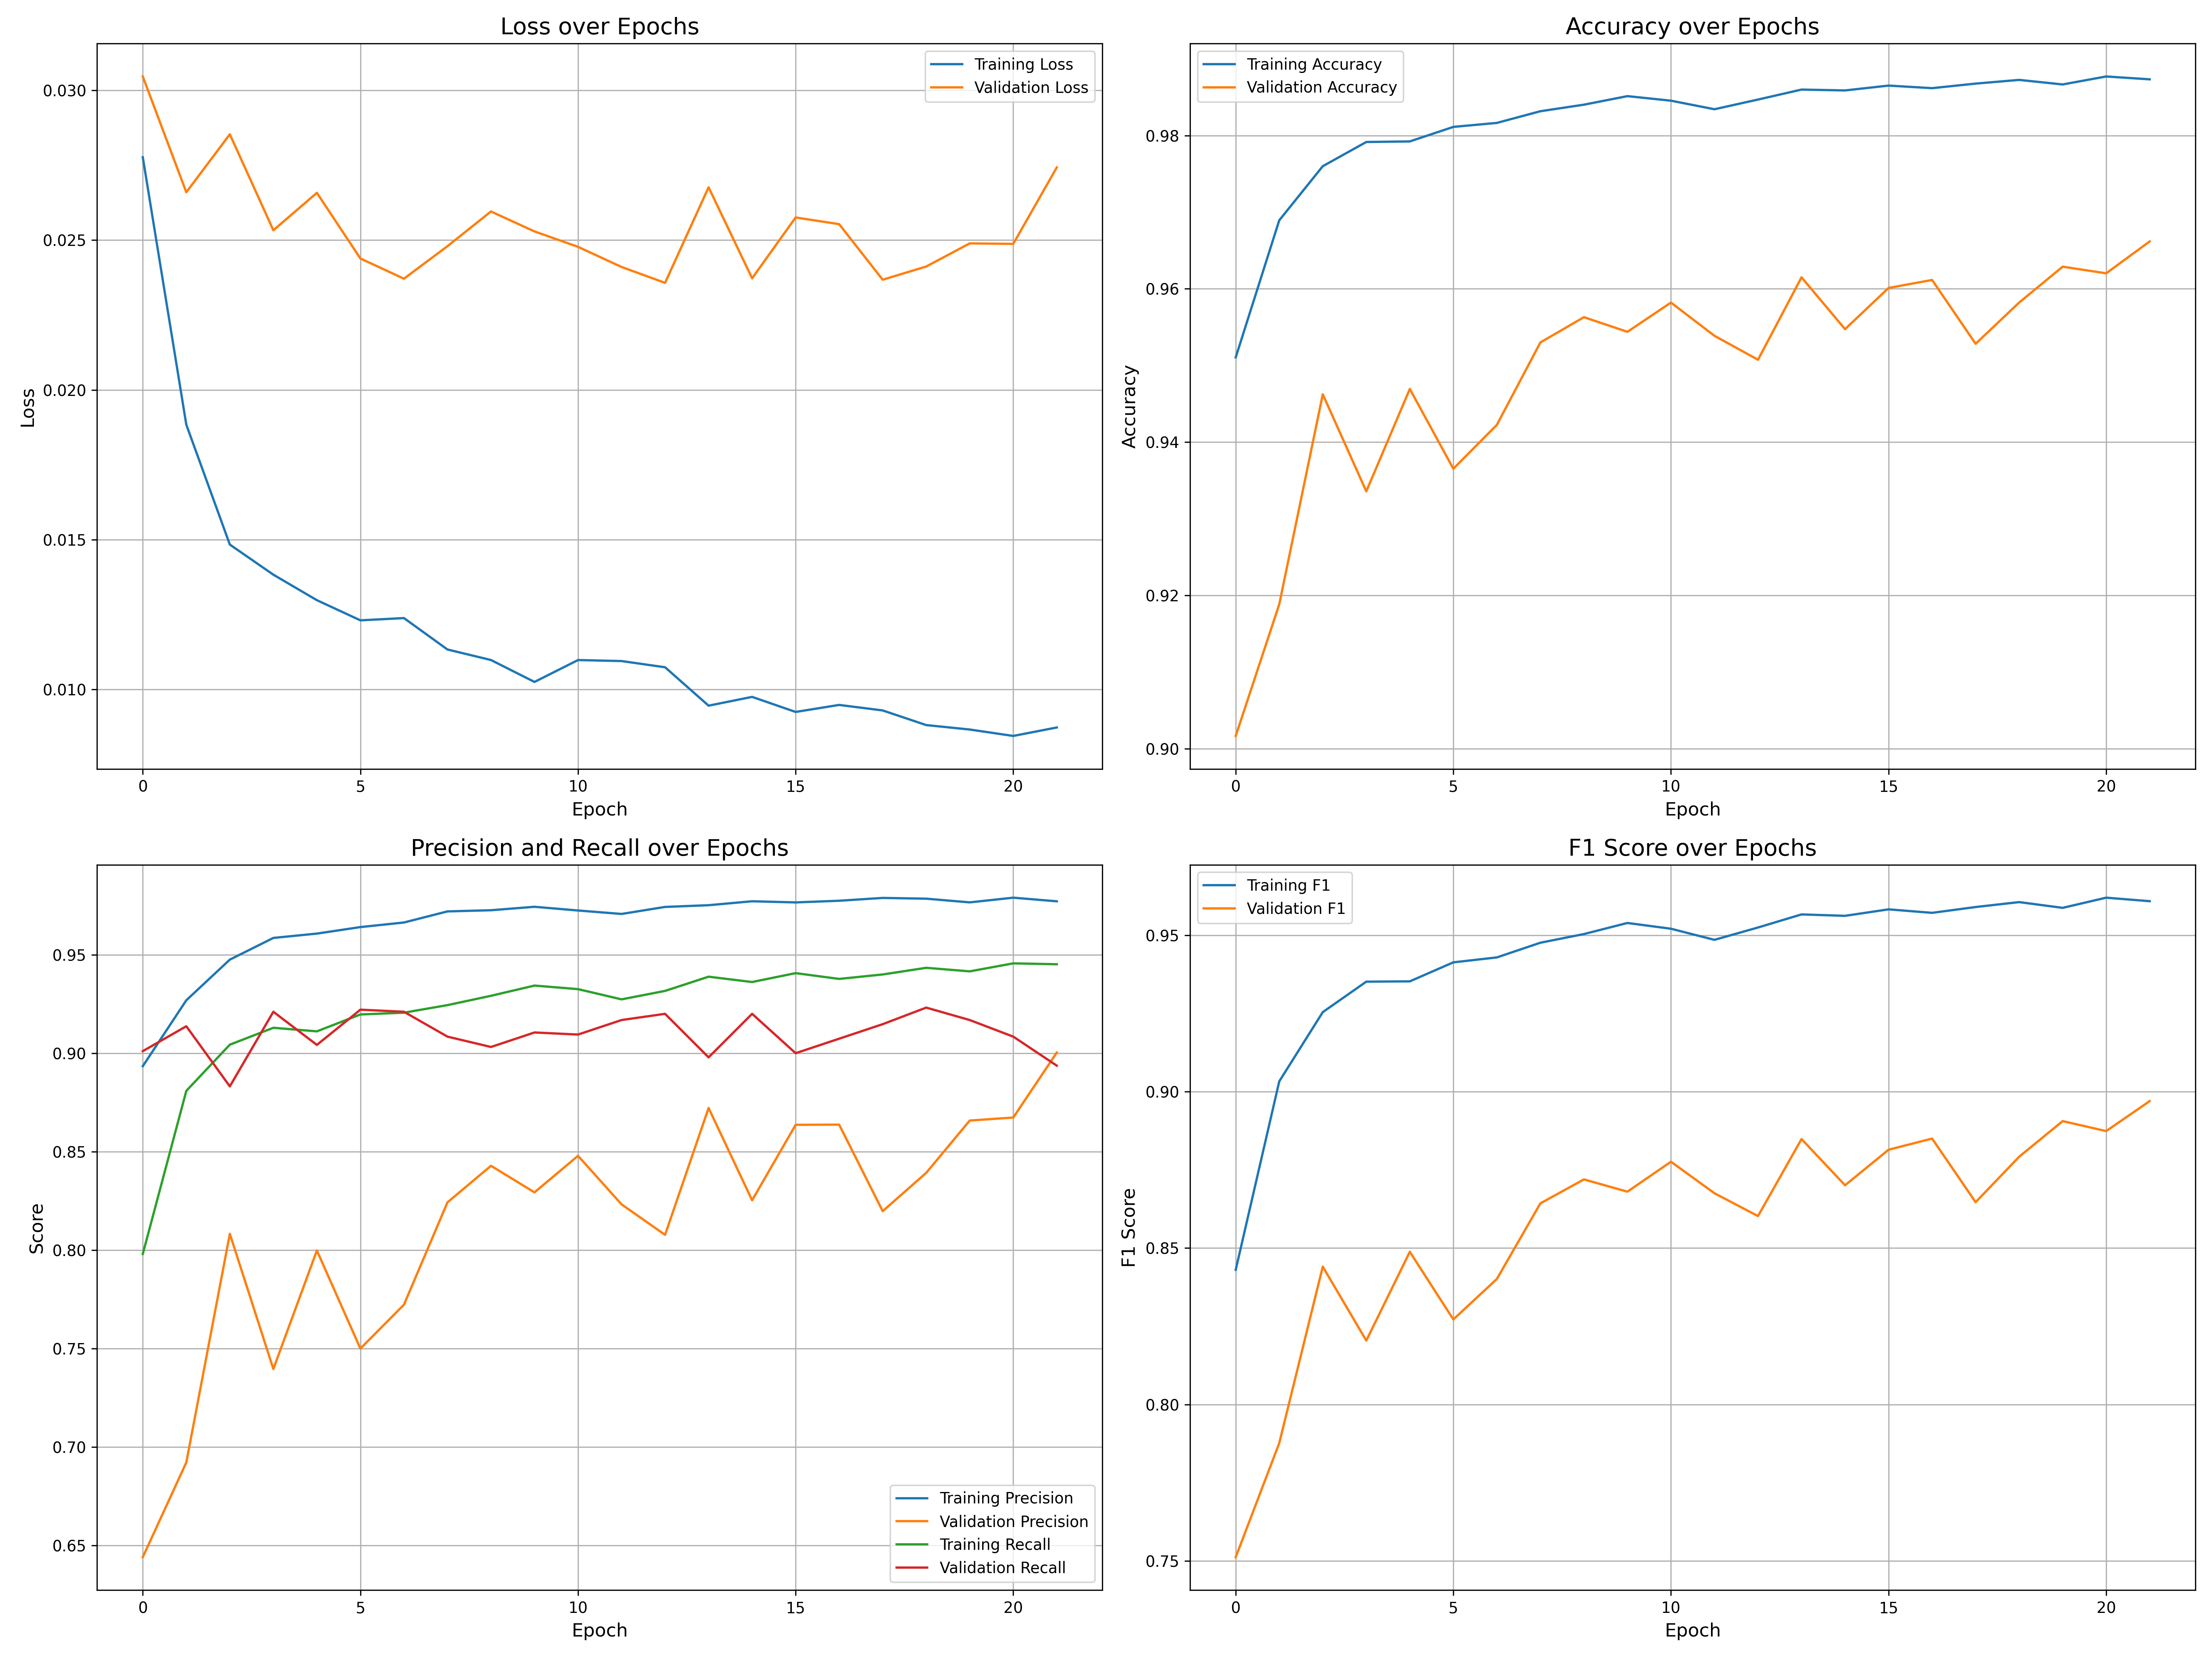 Loss over Epochs
Training Loss
Validation Loss
0.030
0.025
0.020
0.015
0.010
Loss
0
5
10
15
20
Epoch
Accuracy over Epochs
Training Accuracy
Validation Accuracy
0.98
0.96
0.94
0.92
0.90
Accuracy
0
5
10
15
20
Epoch
Precision and Recall over Epochs
0.95
0.90
0.85
0.80
0.75
0.70
0.65
Score
Training Precision
Validation Precision
Training Recall
Validation Recall
0
5
10
15
20
Epoch
F1 Score over Epochs
Training F1
Validation F1
0.95
0.90
0.85
0.80
0.75
F1 Score
0
5
10
15
20
Epoch